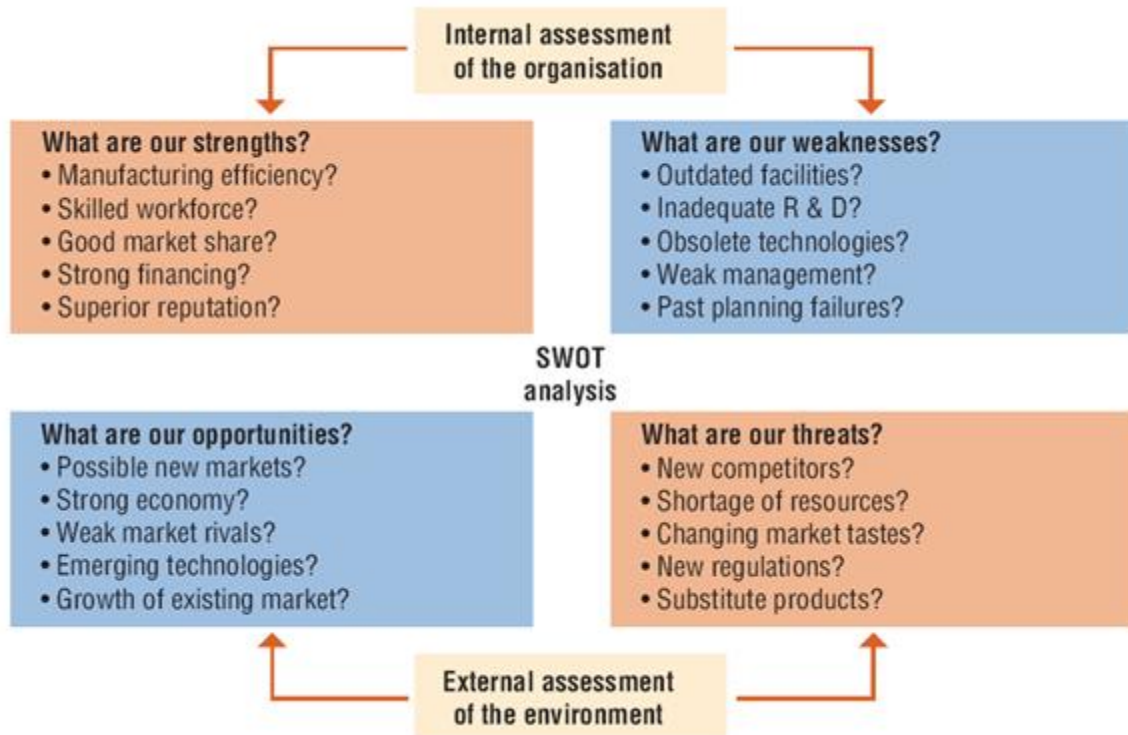 Internal assessment
of the organisation
What are our strengths?
• Manufacturing efficiency?
• Skilled workforce?
• Good market share?
• Strong financing?
• Superior reputation?
What are our weaknesses?
• Outdated facilities?
• Inadequate R & D?
• Obsolete technologies?
• Weak management?
• Past planning failures?
SWOT
analysis
What are our opportunities?
• Possible new markets?
• Strong economy?
• Weak market rivals?
• Emerging technologies?
• Growth of existing market?
What are our threats?
• New competitors?
• Shortage of resources?
• Changing market tastes?
• New regulations?
• Substitute products?
External assessment
of the environment